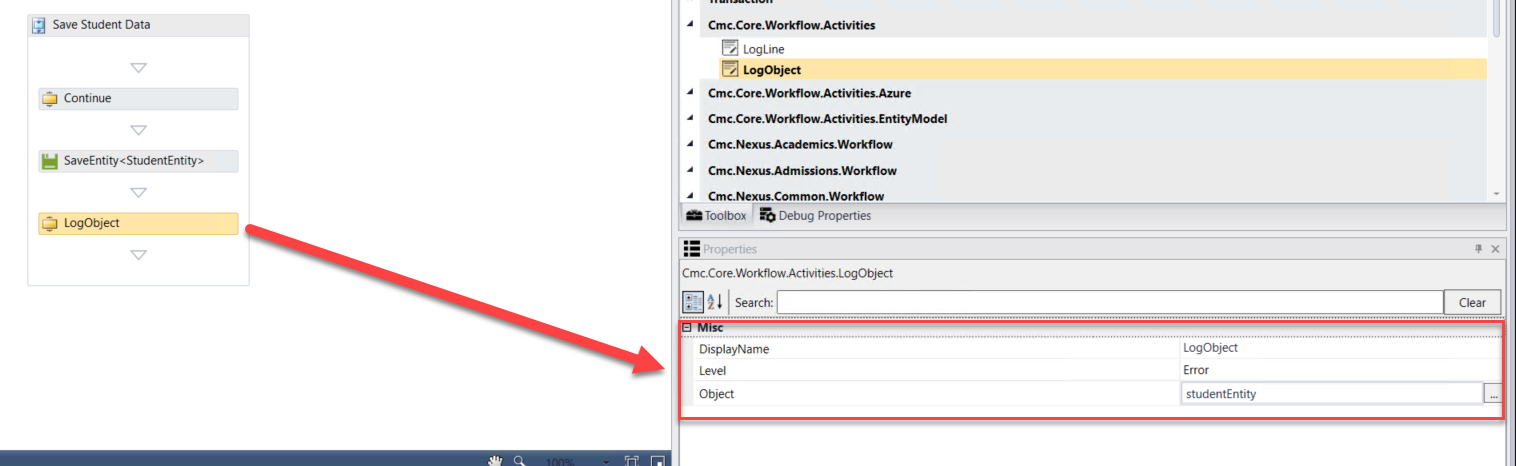 Save Student Data
Continue
SaveEntity<StudentEntity>
LogObject
100%
Transaction
Cmc.Core.Workflow.Activities
LogLine
LogObject
Cmc.Core.Workflow.Activities.Azure
Cmc.Core.Workflow.Activities.EntityModel
Cmc.Nexus.Academics.Workflow
Cmc.Nexus.Admissions.Workflow
Cmc.Nexus.Common.Workflow
Toolbox Debug Properties
Properties
Cmc.Core.Workflow.Activities.LogObject
Search: Clear
Misc
DisplayName LogObject
Level Error
Object studentEntity ...